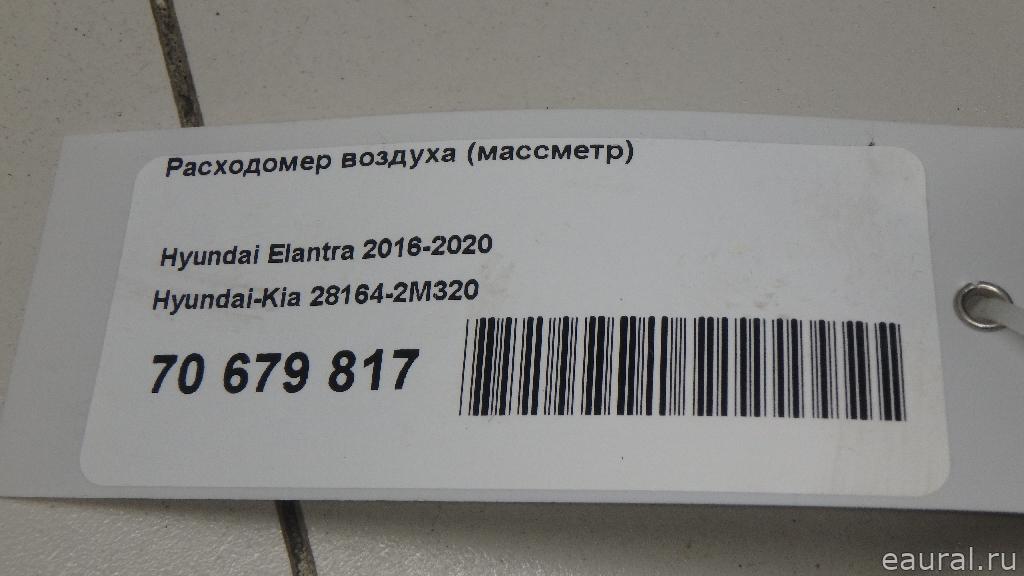 Расходомер воздуха (массметр)
Hyundai Elantra 2016-2020
Hyundai-Kia 28164-2M320
70 679 817
eaural.ru